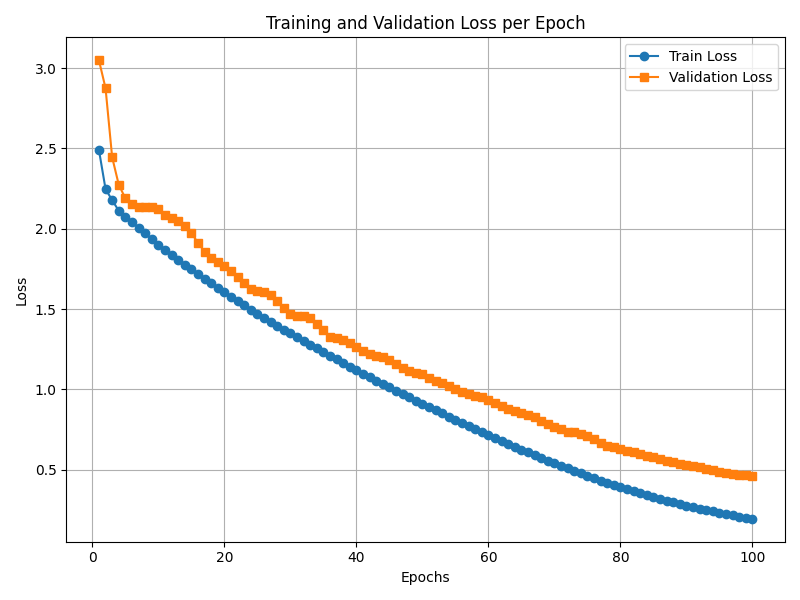 Training and Validation Loss per Epoch
Train Loss
Validation Loss
3.0
2.5
2.0
1.5
1.0
0.5
Loss
0 20 40 60 80 100
Epochs